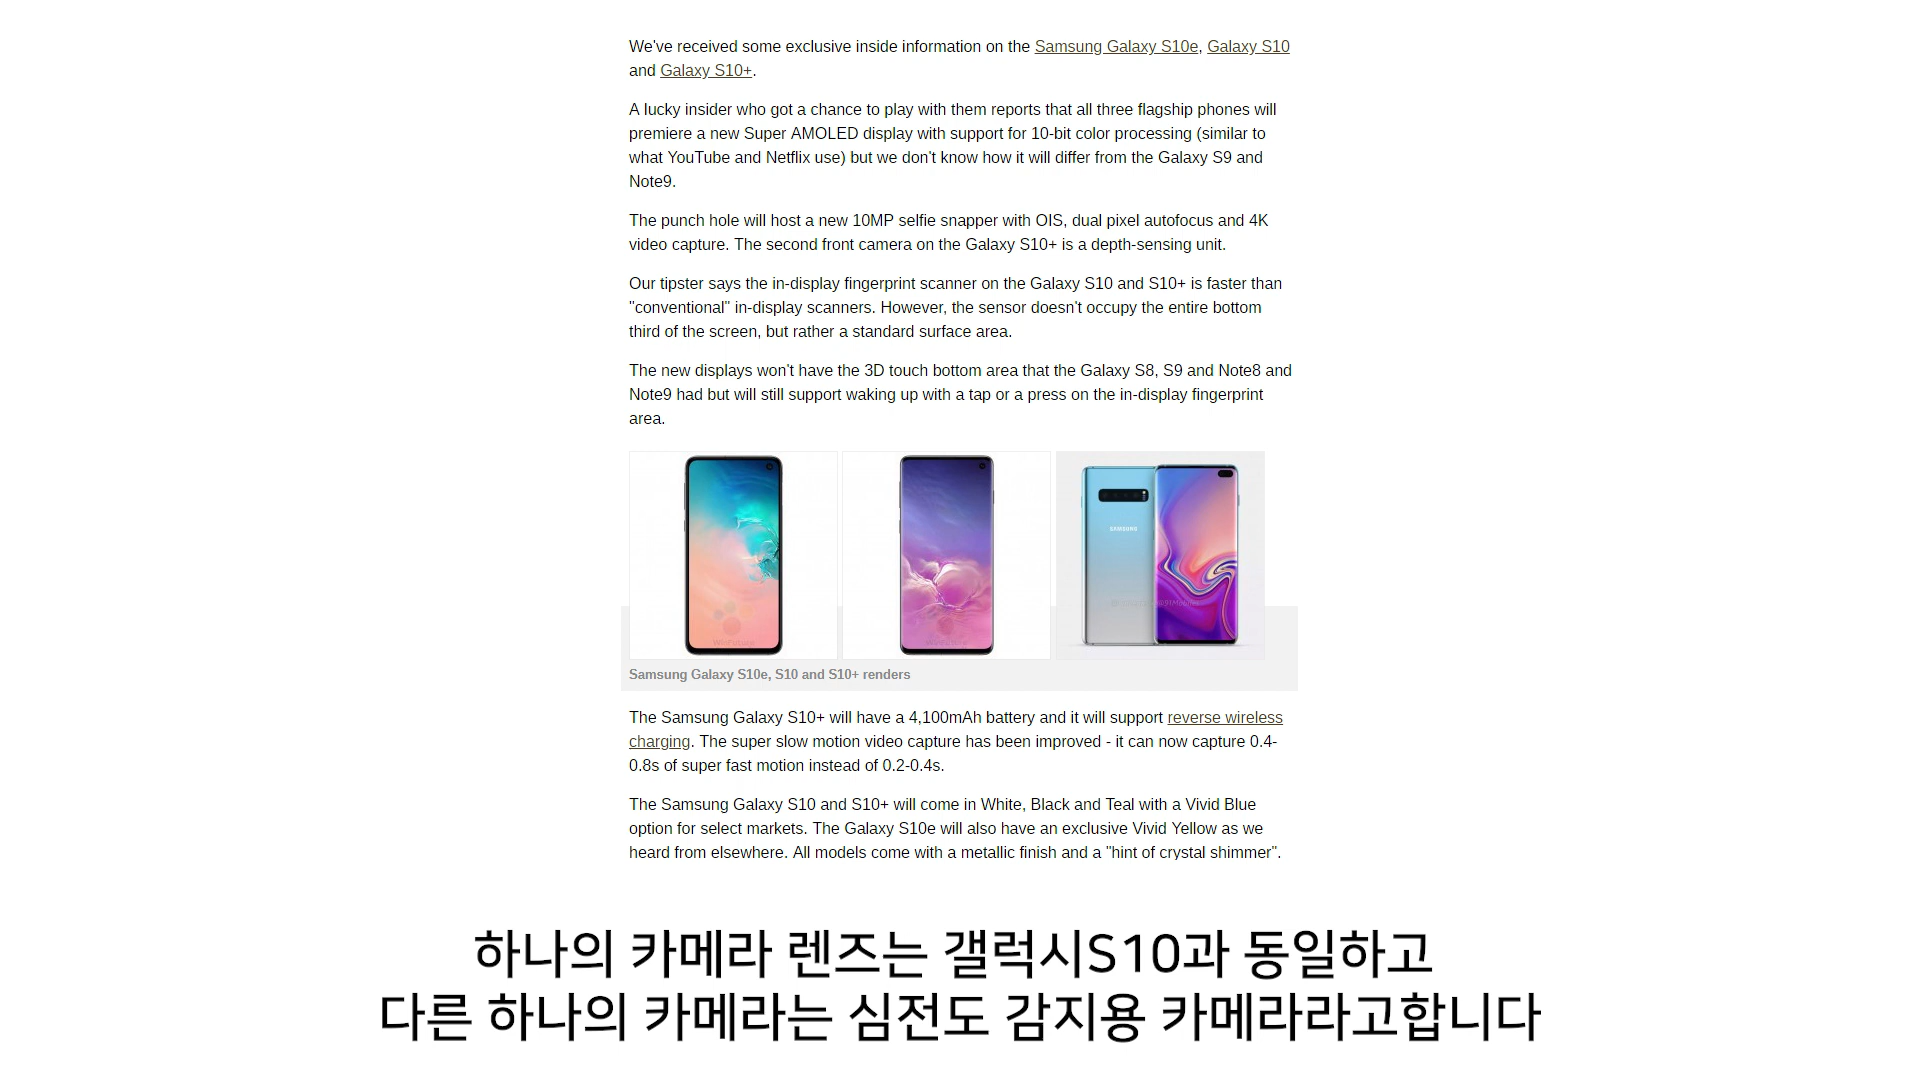 We've received some exclusive inside information on the Samsung Galaxy S10e, Galaxy S10
and Galaxy S10+.
A lucky insider who got a chance to play with them reports that all three flagship phones will
premiere a new Super AMOLED display with support for 10-bit color processing (similar to
what YouTube and Netflix use) but we don't know how it will differ from the Galaxy S9 and
Note9.
The punch hole will host a new 10MP selfie snapper with OIS, dual pixel autofocus and 4K
video capture. The second front camera on the Galaxy S10+ is a depth-sensing unit.
Our tipster says the in-display fingerprint scanner on the Galaxy S10 and S10+ is faster than
"conventional" in-display scanners. However, the sensor doesn't occupy the entire bottom
third of the screen, but rather a standard surface area.
The new displays won't have the 3D touch bottom area that the Galaxy S8, S9 and Note8 and
Note9 had but will still support waking up with a tap or a press on the in-display fingerprint
area.
SAMSUNG
Samsung Galaxy S10e, S10 and S10+ renders
The Samsung Galaxy S10+ will have a 4,100mAh battery and it will support reverse wireless
charging. The super slow motion video capture has been improved - it can now capture 0.4-
0.8s of super fast motion instead of 0.2-0.4s.
The Samsung Galaxy S10 and S10+ will come in White, Black and Teal with a Vivid Blue
option for select markets. The Galaxy S10e will also have an exclusive Vivid Yellow as we
heard from elsewhere. All models come with a metallic finish and a "hint of crystal shimmer".
하나의 카메라 렌즈는 갤럭시S10과 동일하고
다른 하나의 카메라는 심전도 감지용 카메라라고합니다